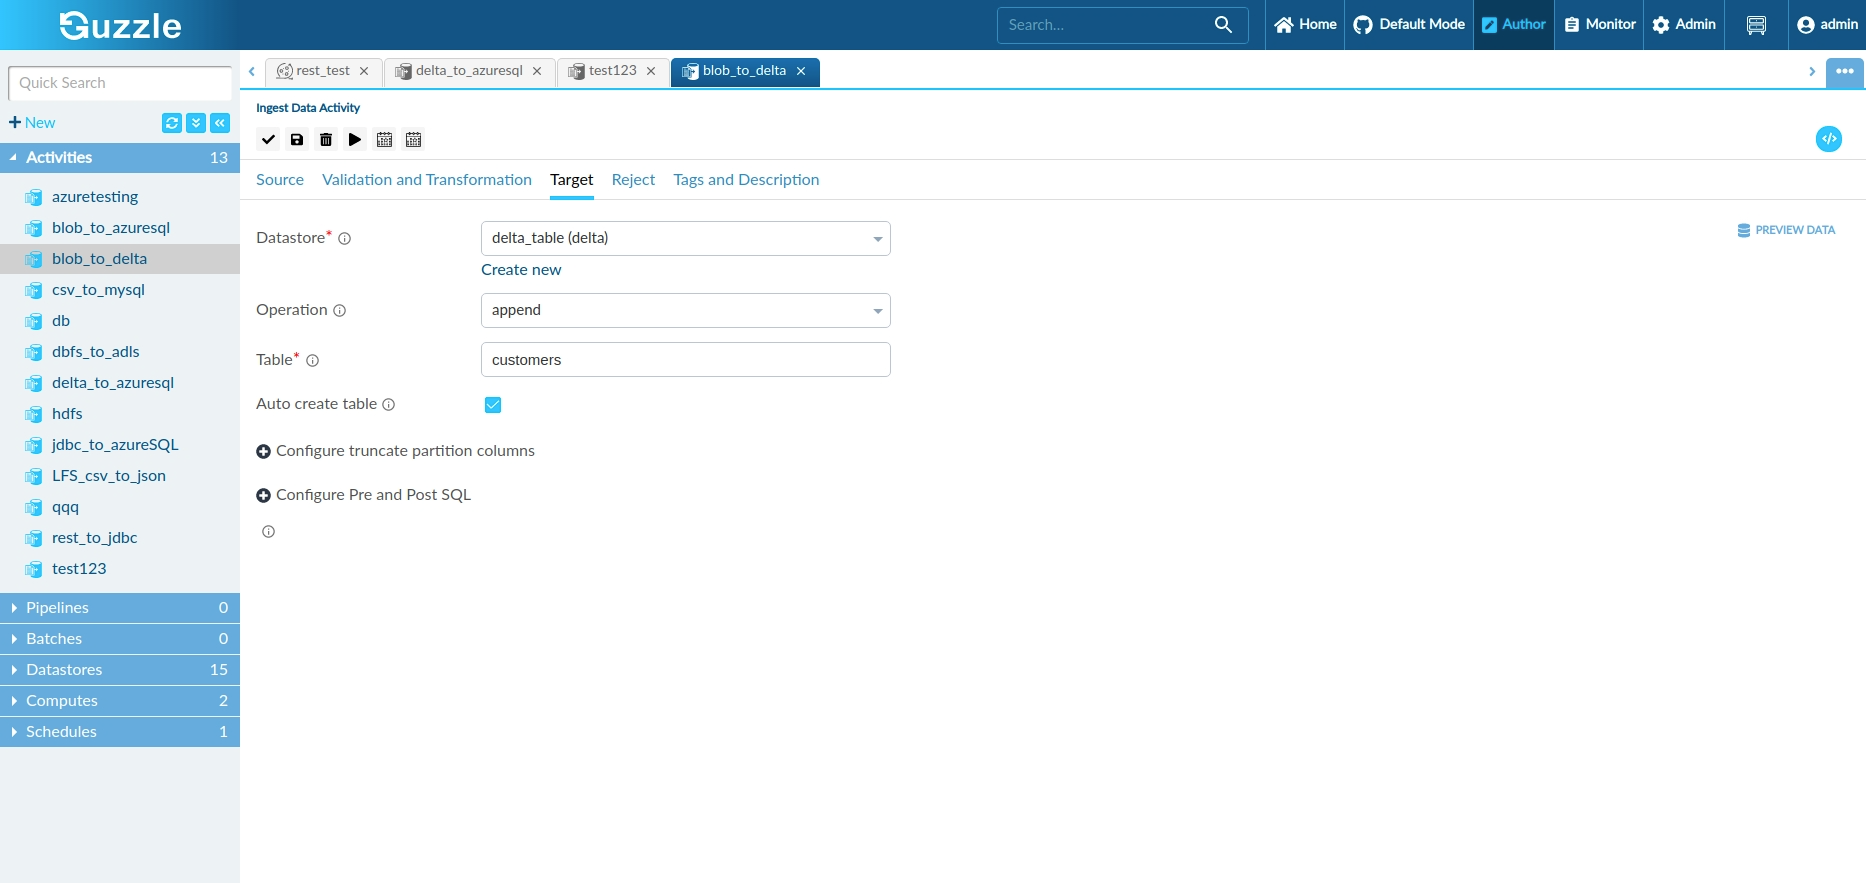 Guzzle
Search...
Home
Default Mode
Author
Monitor
Admin
admin
Quick Search
New
Activities 13
azuretesting
blob_to_azuresql
blob_to_delta
csv_to_mysql
db
dbfs_to_adls
delta_to_azuresql
hdfs
jdbc_to_azureSQL
LFS_csv_to_json
qqq
rest_to_jdbc
test123
Pipelines 0
Batches 0
Datastores 15
Computes 2
Schedules 1
rest_test
delta_to_azuresql
test123
blob_to_delta
Ingest Data Activity
Source
Validation and Transformation
Target
Reject
Tags and Description
PREVIEW DATA
Datastore* delta_table (delta)
Create new
Operation append
Table* customers
Auto create table
Configure truncate partition columns
Configure Pre and Post SQL